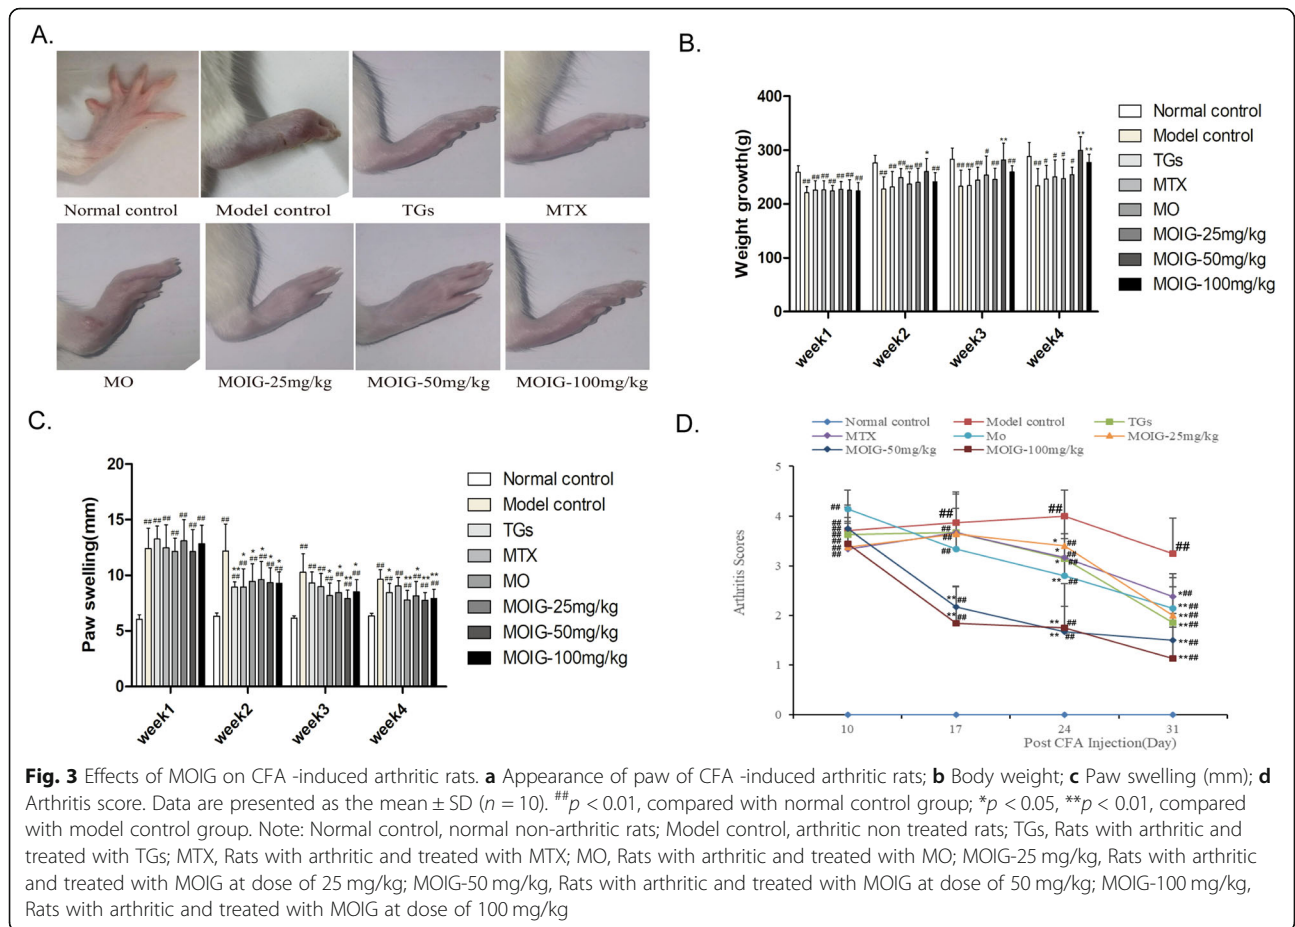 A.
Normal control
Model control
TGs
MTX
MO
MOIG-25mg/kg
MOIG-50mg/kg
MOIG-100mg/kg
B.
Weight growth(g)
400
300
200
100
0
week1
week2
week3
week4
Normal control
Model control
TGs
MTX
MO
MOIG-25mg/kg
MOIG-50mg/kg
MOIG-100mg/kg
C.
Paw swelling(mm)
20
15
10
5
0
week1
week2
week3
week4
Normal control
Model control
TGs
MTX
MO
MOIG-25mg/kg
MOIG-50mg/kg
MOIG-100mg/kg
D.
Normal control
Model control
TGs
MTX
Mo
MOIG-25mg/kg
MOIG-50mg/kg
MOIG-100mg/kg
Arthritis Scores
5
4
3
2
1
0
10
17
24
31
Post CFA Injection(Day)
Fig. 3 Effects of MOIG on CFA -induced arthritic rats. a Appearance of paw of CFA -induced arthritic rats; b Body weight; c Paw swelling (mm); d
Arthritis score. Data are presented as the mean ± SD (n = 10). ##p < 0.01, compared with normal control group; *p < 0.05, **p < 0.01, compared
with model control group. Note: Normal control, normal non-arthritic rats; Model control, arthritic non treated rats; TGs, Rats with arthritic and
treated with TGs; MTX, Rats with arthritic and treated with MTX; MO, Rats with arthritic and treated with MO; MOIG-25 mg/kg, Rats with arthritic
and treated with MOIG at dose of 25 mg/kg; MOIG-50 mg/kg, Rats with arthritic and treated with MOIG at dose of 50 mg/kg; MOIG-100 mg/kg,
Rats with arthritic and treated with MOIG at dose of 100 mg/kg